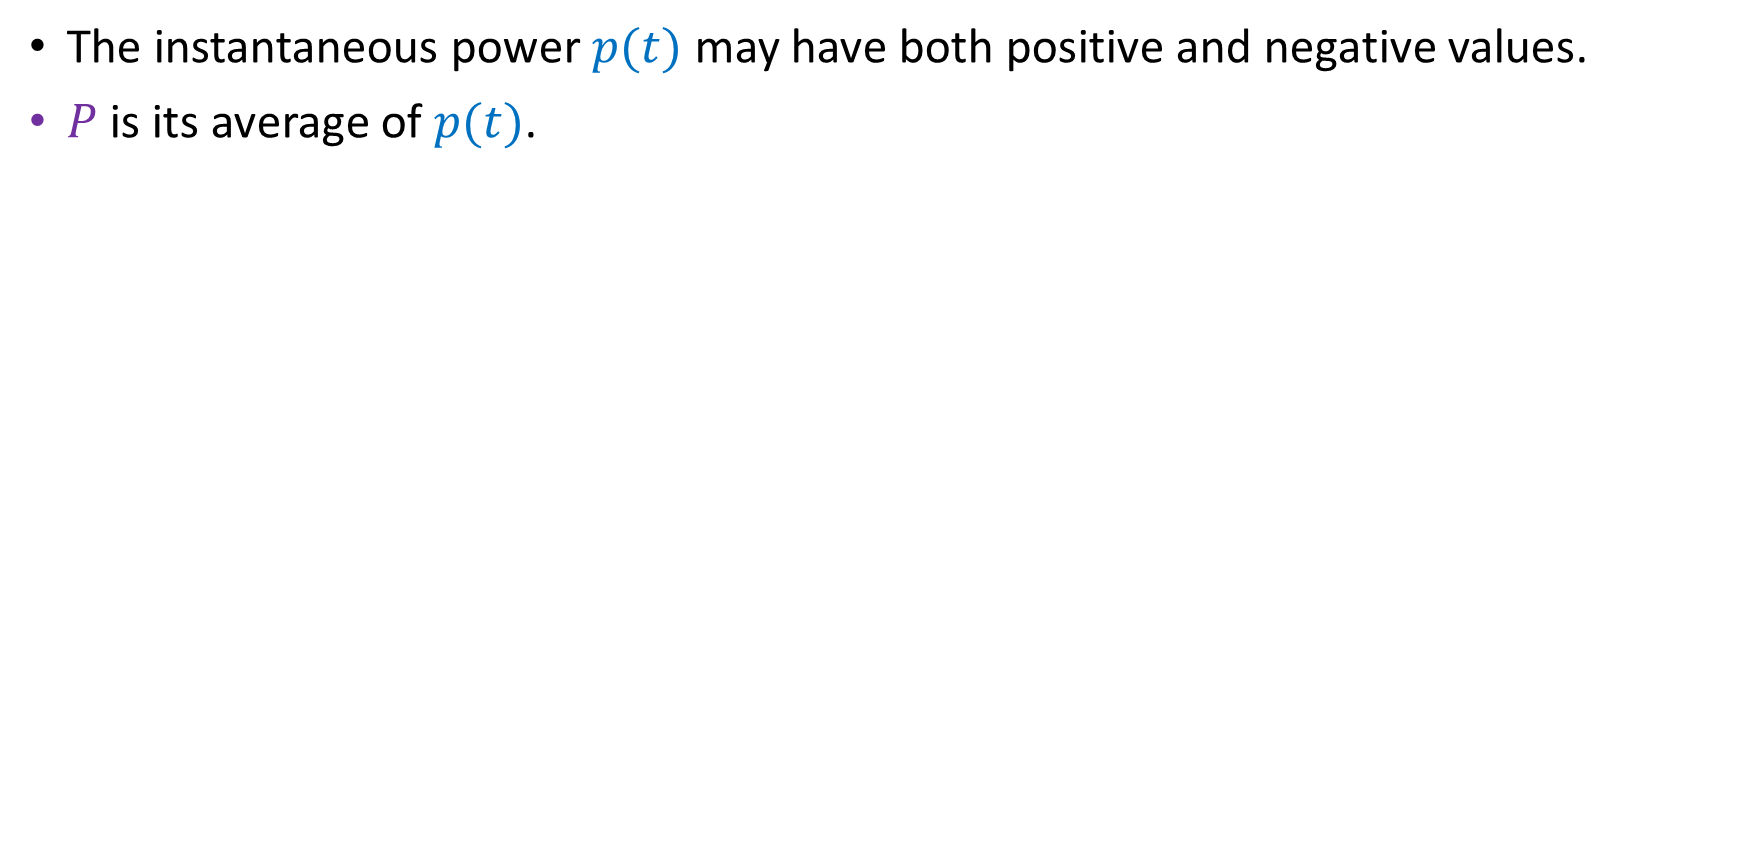 • The instantaneous power p(t) may have both positive and negative values.
• P is its average of p(t).